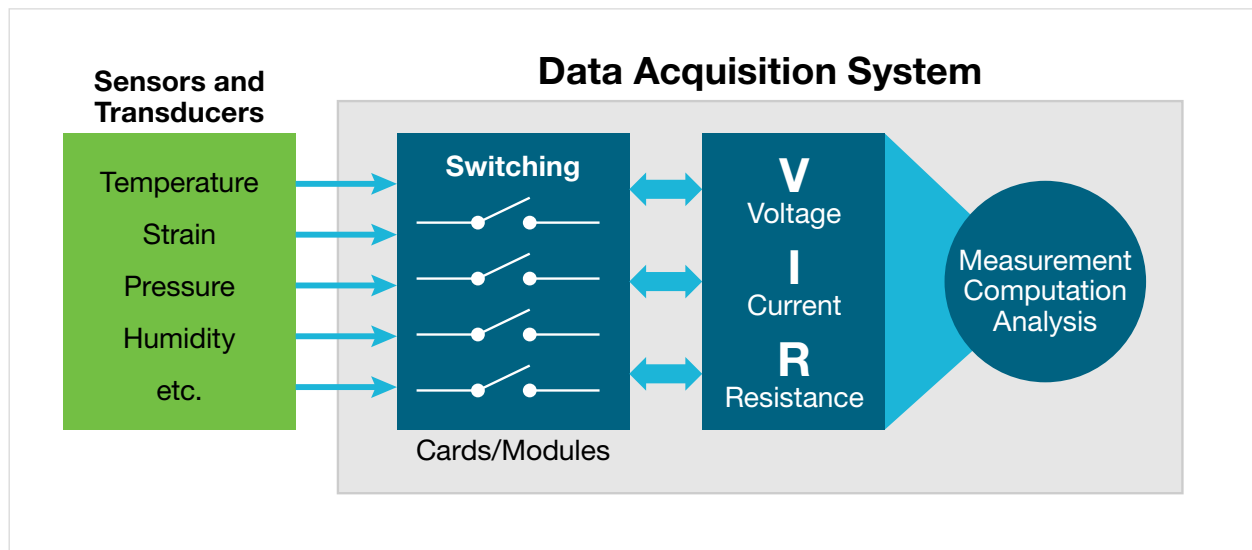 Data Acquisition System
Sensors and
Transducers
Temperature
Strain
Pressure
Humidity
etc.
Switching
Cards/Modules
V
Voltage
I
Current
R
Resistance
Measurement
Computation
Analysis